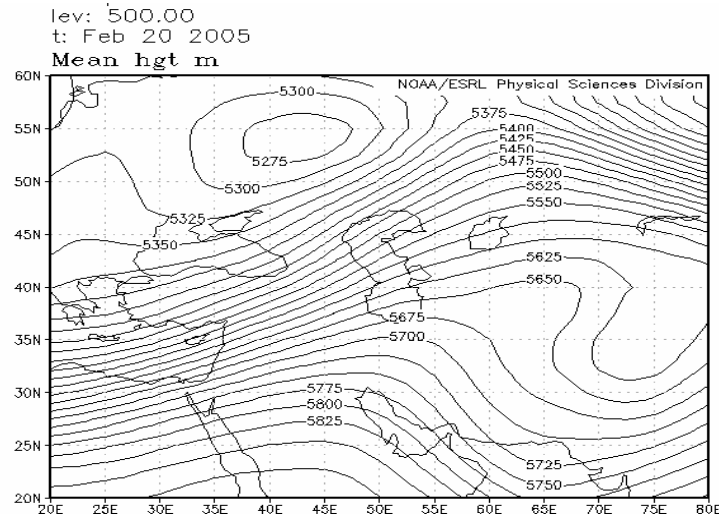 lev: 500.00
t: Feb 20 2005
Mean hgt m
NOAA/ESRL Physical Sciences Division
60N
55N
50N
45N
40N
35N
30N
25N
20N
5300
5275
5300
5325
5350
5375
5400
5425
5450
5475
5500
5525
5550
5625
5650
5675
5700
5775
5800
5825
5725
5750
20E 25E 30E 35E 40E 45E 50E 55E 60E 65E 70E 75E 80E